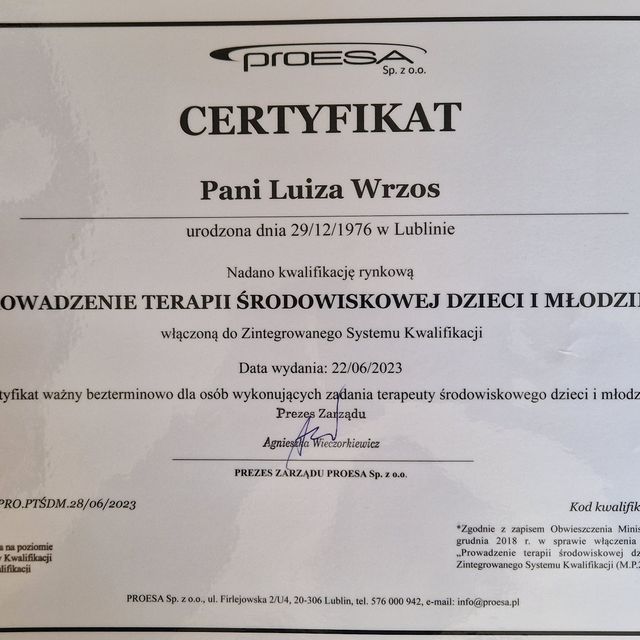 PROESA
Sp. z o.o.
CERTYFIKAT
Pani Luiza Wrzos
urodzona dnia 29/12/1976 w Lublinie
Nadano kwalifikację rynkową
ROWADZENIE TERAPII ŚRODOWISKOWEJ DZIECI I MŁODZIE
włączoną do Zintegrowanego Systemu Kwalifikacji
Data wydania: 22/06/2023
tyfikat ważny bezterminowo dla osób wykonujących zadania terapeuty środowiskowego dzieci i młodz
Prezes Zarządu
Agnieszka Wieczorkiewicz
PREZES ZARZĄDU PROESA Sp. z o.o.
PRO.PTŚDM.28/06/2023
Kod kwalifik
a na poziomie
y Kwalifikacji
lifikacji
*Zgodnie z zapisem Obwieszczenia Minis
grudnia 2018 r. w sprawie włączenia
„Prowadzenie terapii środowiskowej dz
Zintegrowanego Systemu Kwalifikacji (M.P.2
PROESA Sp. z o.o., ul. Firlejowska 2/U4, 20-306 Lublin, tel. 576 000 942, e-mail: info@proesa.pl